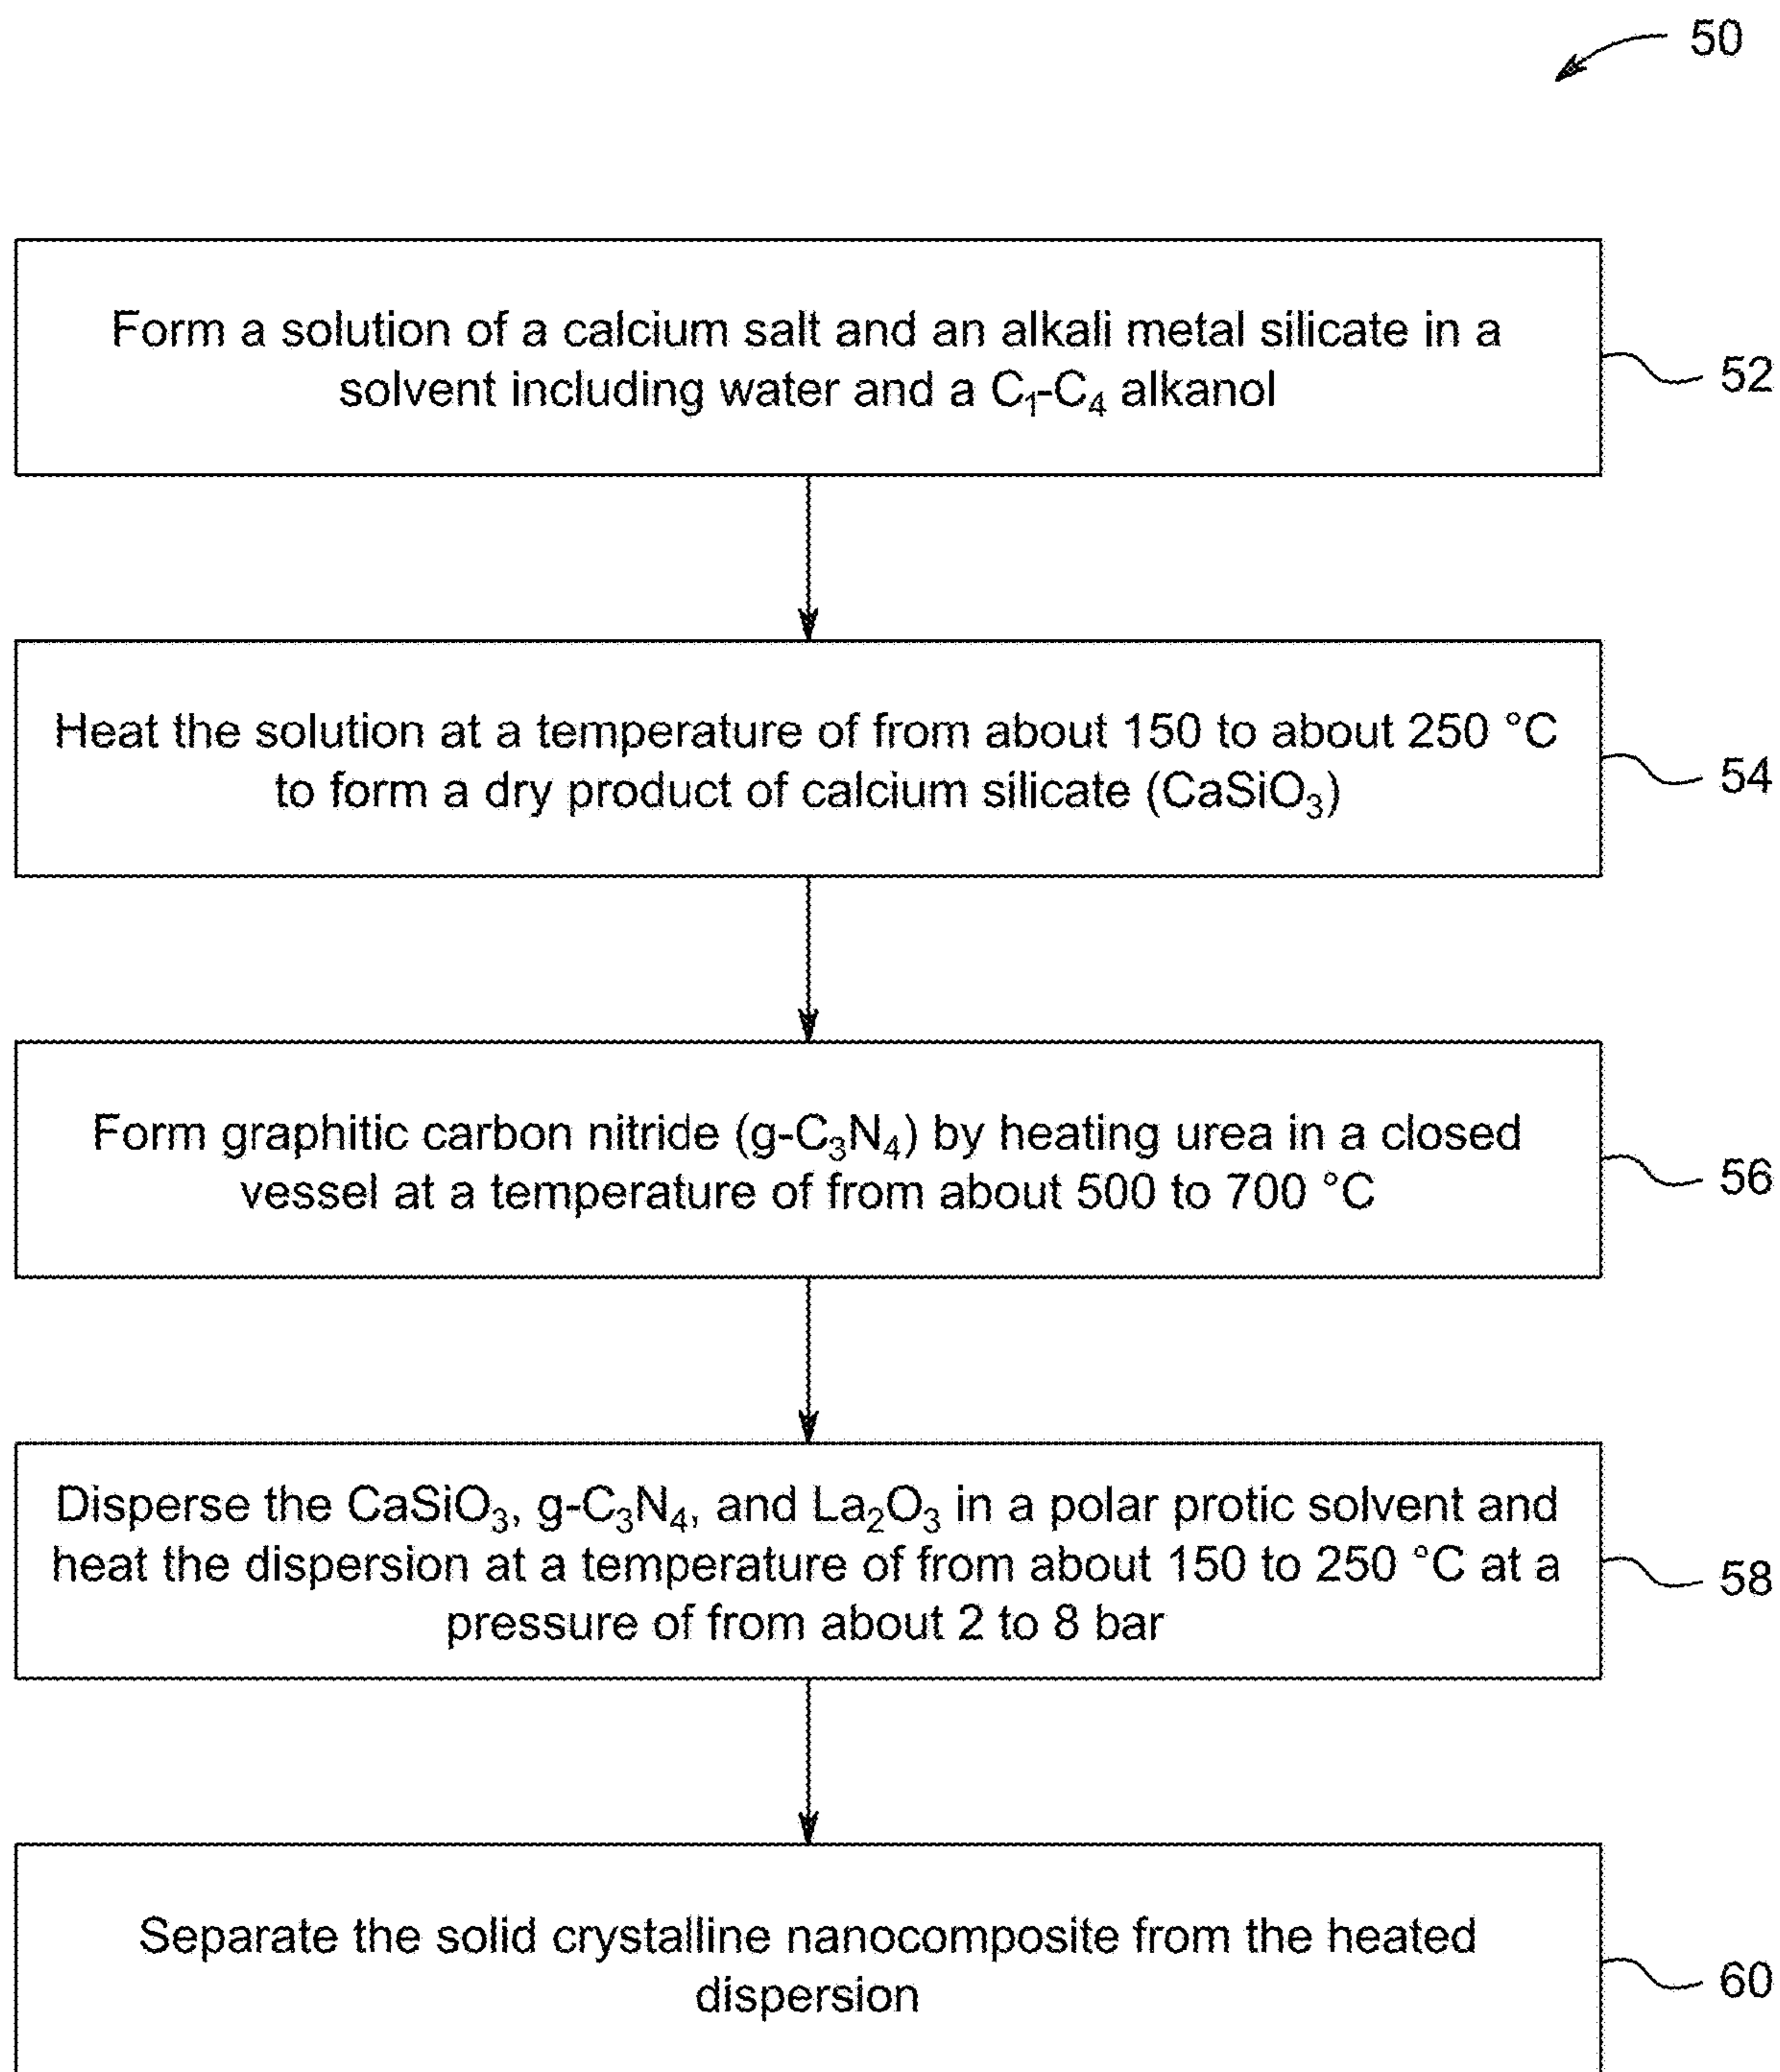 50
Form a solution of a calcium salt and an alkali metal silicate in a
solvent including water and a C₁-C₄ alkanol
52
Heat the solution at a temperature of from about 150 to about 250 °C
to form a dry product of calcium silicate (CaSiO₃)
54
Form graphitic carbon nitride (g-C₃N₄) by heating urea in a closed
vessel at a temperature of from about 500 to 700 °C
56
Disperse the CaSiO₃, g-C₃N₄, and La₂O₃ in a polar protic solvent and
heat the dispersion at a temperature of from about 150 to 250 °C at a
pressure of from about 2 to 8 bar
58
Separate the solid crystalline nanocomposite from the heated
dispersion
60